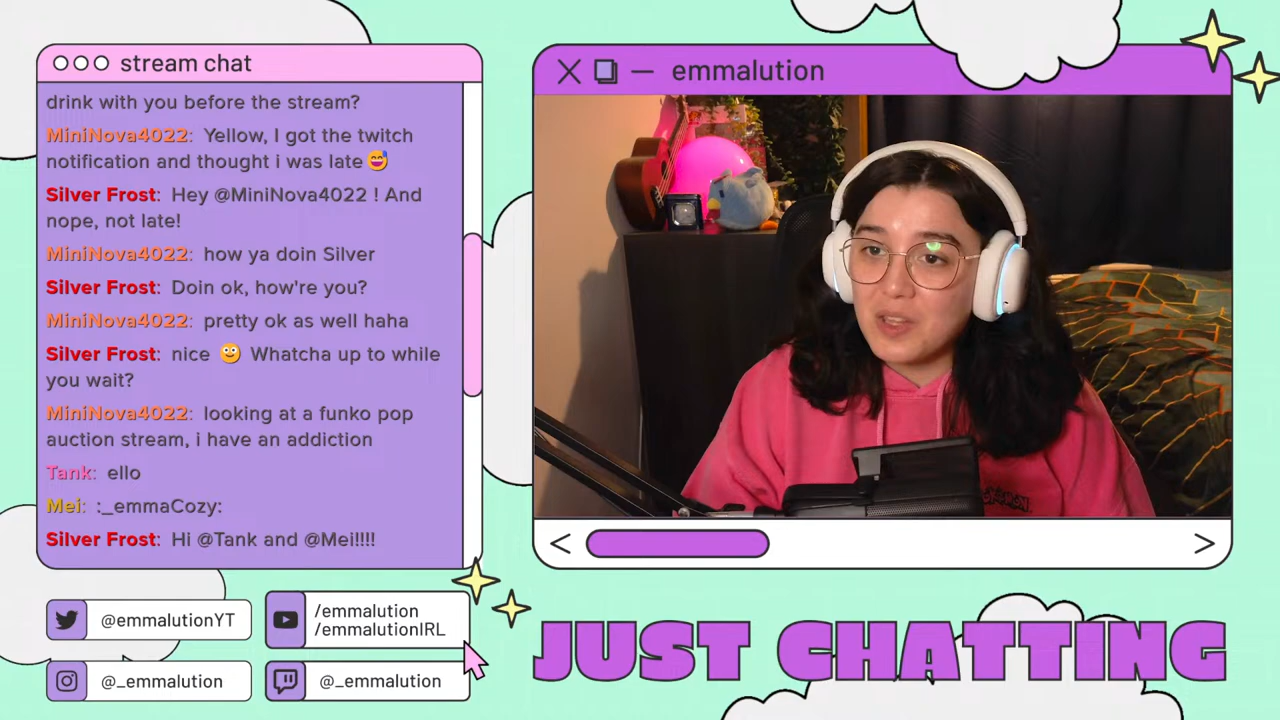 stream chat
drink with you before the stream?
MiniNova4022: Yellow, I got the twitch
notification and thought i was late😅
Silver Frost: Hey @MiniNova4022 ! And
nope, not late!
MiniNova4022: how ya doin Silver
Silver Frost: Doin ok, how're you?
MiniNova4022: pretty ok as well haha
Silver Frost: nice 🙂 Whatcha up to while
you wait?
MiniNova4022: looking at a funko pop
auction stream, i have an addiction
Tank: ello
Mei: :_emmaCozy:
Silver Frost: Hi @Tank and @Mei!!!!
@emmalutionYT
/emmalution
/emmalutionIRL
@_emmalution
@_emmalution
emmalution
JUST CHATTING